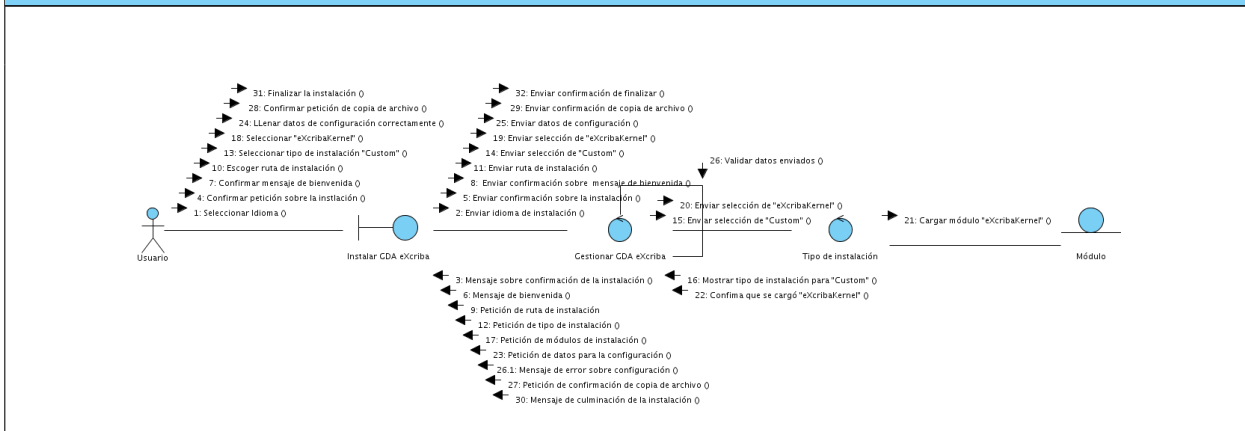 31: Finalizar la instalación ()
28: Confirmar petición de copia de archivo ()
24: LLenar datos de configuración correctamente ()
18: Seleccionar "eXcribaKernel" ()
13: Seleccionar tipo de instalación "Custom" ()
10: Escoger ruta de instalación ()
7: Confirmar mensaje de bienvenida ()
4: Confirmar petición sobre la instlación ()
1: Seleccionar Idioma ()
32: Enviar confirmación de finalizar ()
29: Enviar confirmación de copia de archivo ()
25: Enviar datos de configuración ()
19: Enviar selección de "eXcribaKernel" ()
14: Enviar selección de "Custom" ()
11: Enviar ruta de instalación ()
8: Enviar confirmación sobre mensaje de bienvenida ()
5: Enviar confirmación sobre la instalación ()
2: Enviar idioma de instalación ()
26: Validar datos enviados ()
20: Enviar selección de "eXcribaKernel" ()
15: Enviar selección de "Custom" ()
21: Cargar módulo "eXcribaKernel" ()
Usuario
Instalar GDA eXcriba
Gestionar GDA eXcriba
Tipo de instalación
Módulo
3: Mensaje sobre confirmación de la instalación ()
6: Mensaje de bienvenida ()
9: Petición de ruta de instalación
12: Petición de tipo de instalación ()
17: Petición de módulos de instalación ()
23: Petición de datos para la configuración ()
26.1: Mensaje de error sobre configuración ()
27: Petición de confirmación de copia de archivo ()
30: Mensaje de culminación de la instalación ()
16: Mostrar tipo de instalación para "Custom" ()
22: Confima que se cargó "eXcribaKernel" ()